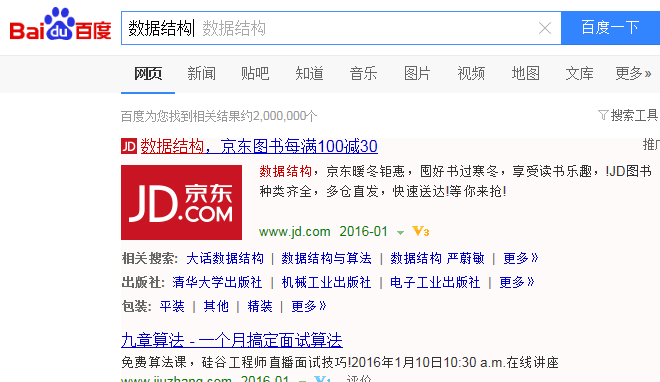 Bai du 百度 数据结构 数据结构 百度一下
网页 新闻 贴吧 知道 音乐 图片 视频 地图 文库 更多»
百度为您找到相关结果约2,000,000个 搜索工具
JD 数据结构，京东图书每满100减30 推广
数据结构，京东暖冬钜惠，囤好书过寒冬，享受读书乐趣，!JD图书
种类齐全，多仓直发，快速送达!等你来抢!
JD 京东 .COM
www.jd.com 2016-01 V3
相关搜索: 大话数据结构 | 数据结构与算法 | 数据结构 严蔚敏 | 更多»
出版社: 清华大学出版社 | 机械工业出版社 | 电子工业出版社 | 更多»
包装: 平装 | 其他 | 精装 | 更多»
九章算法 - 一个月搞定面试算法
免费算法课，硅谷工程师直播面试技巧!2016年1月10日10:30 a.m.在线讲座
www.jiuzhang.com 2016-01 V1 评价